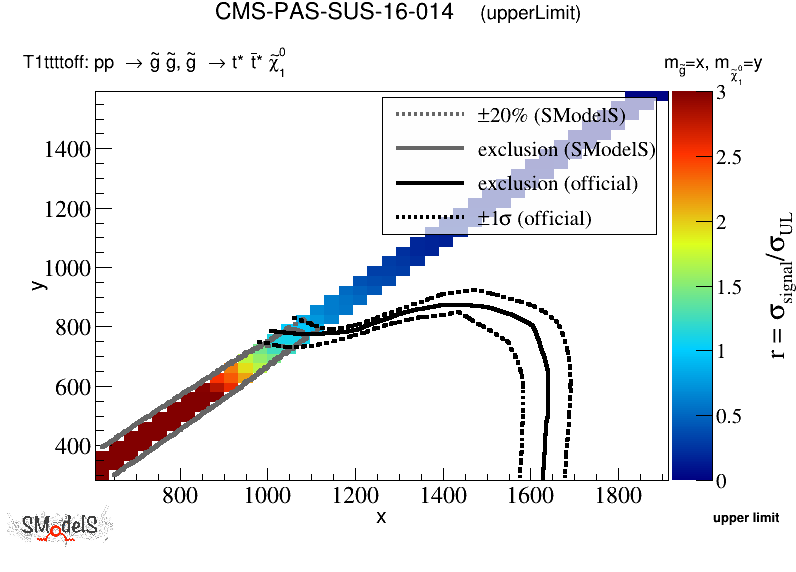 CMS-PAS-SUS-16-014 (upperLimit)
T1ttttoff: pp → g̃ g̃, g̃ → t* t̄* χ̃₁⁰
m_g̃=x, m_χ̃₁⁰=y
±20% (SModelS)
exclusion (SModelS)
exclusion (official)
±1σ (official)
1400
1200
1000
800
600
400
y
800
1000
1200
1400
1600
1800
x
3
2.5
2
1.5
1
0.5
0
r = σ_signal/σ_UL
SModelS
upper limit